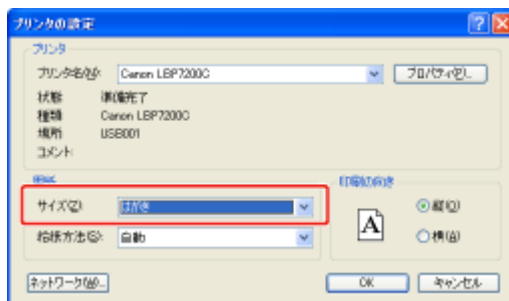 プリンタの設定
プリンタ
プリンタ名(N): Canon LBP7200C プロパティ(P)...
状態 準備完了
種類 Canon LBP7200C
場所 USB001
コメント
用紙
サイズ(Z): はがき
給紙方法(S): 自動
印刷の向き
A
縦(O)
横(A)
ネットワーク(W)...
OK
キャンセル